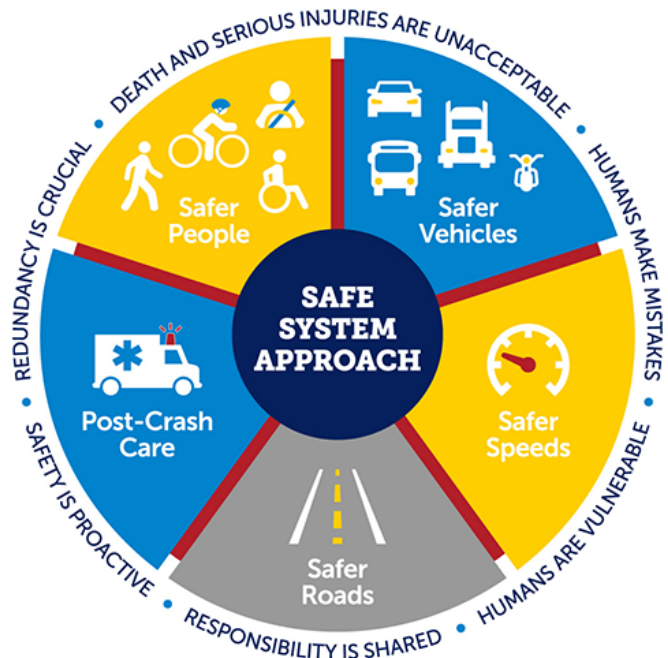 DEATH AND SERIOUS INJURIES ARE UNACCEPTABLE
HUMANS MAKE MISTAKES
HUMANS ARE VULNERABLE
RESPONSIBILITY IS SHARED
SAFETY IS PROACTIVE
REDUNDANCY IS CRUCIAL
Safer
People
Safer
Vehicles
SAFE
SYSTEM
APPROACH
Post-Crash
Care
Safer
Speeds
Safer
Roads